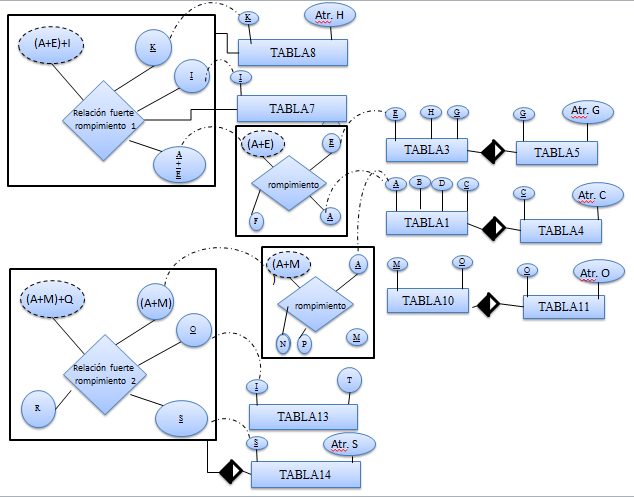 K
Atr. H
(A+E)+I
K
TABLA8
I
I
Relación fuerte
rompimiento 1
TABLA7
A
+
E
(A+E)
E
E
H
G
G
Atr. G
TABLA3
TABLA5
rompimiento
F
A
A
B
D
C
C
Atr. C
TABLA1
TABLA4
(A+M
A
M
O
O
Atr. O
(A+M)+Q
(A+M)
rompimiento
TABLA10
TABLA11
O
N
P
M
Relación fuerte
rompimiento 2
I
T
R
S
TABLA13
S
Atr. S
TABLA14